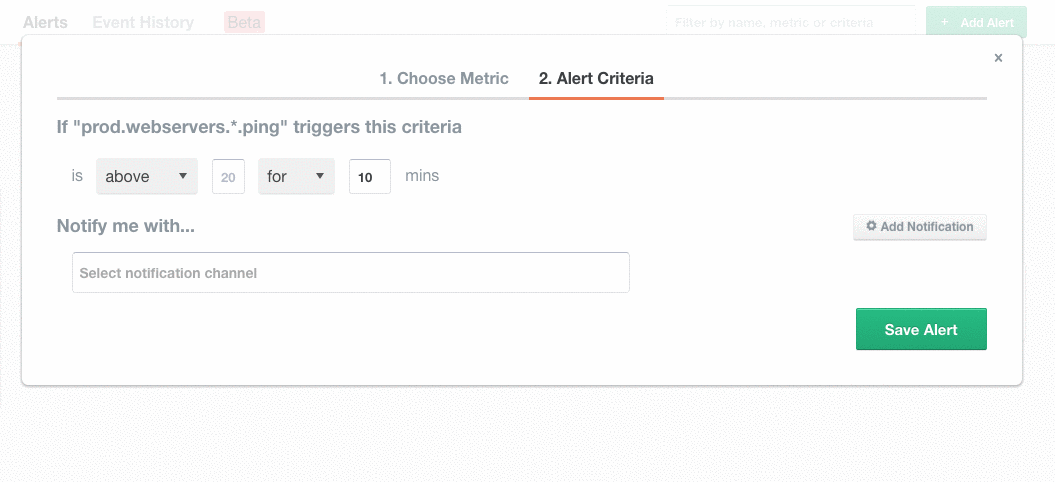 Alerts Event History Beta Filter by name, metric or criteria + Add Alert
×
1. Choose Metric 2. Alert Criteria
If "prod.webservers.*.ping" triggers this criteria
is above 20 for 10 mins
Notify me with... Add Notification
Select notification channel
Save Alert